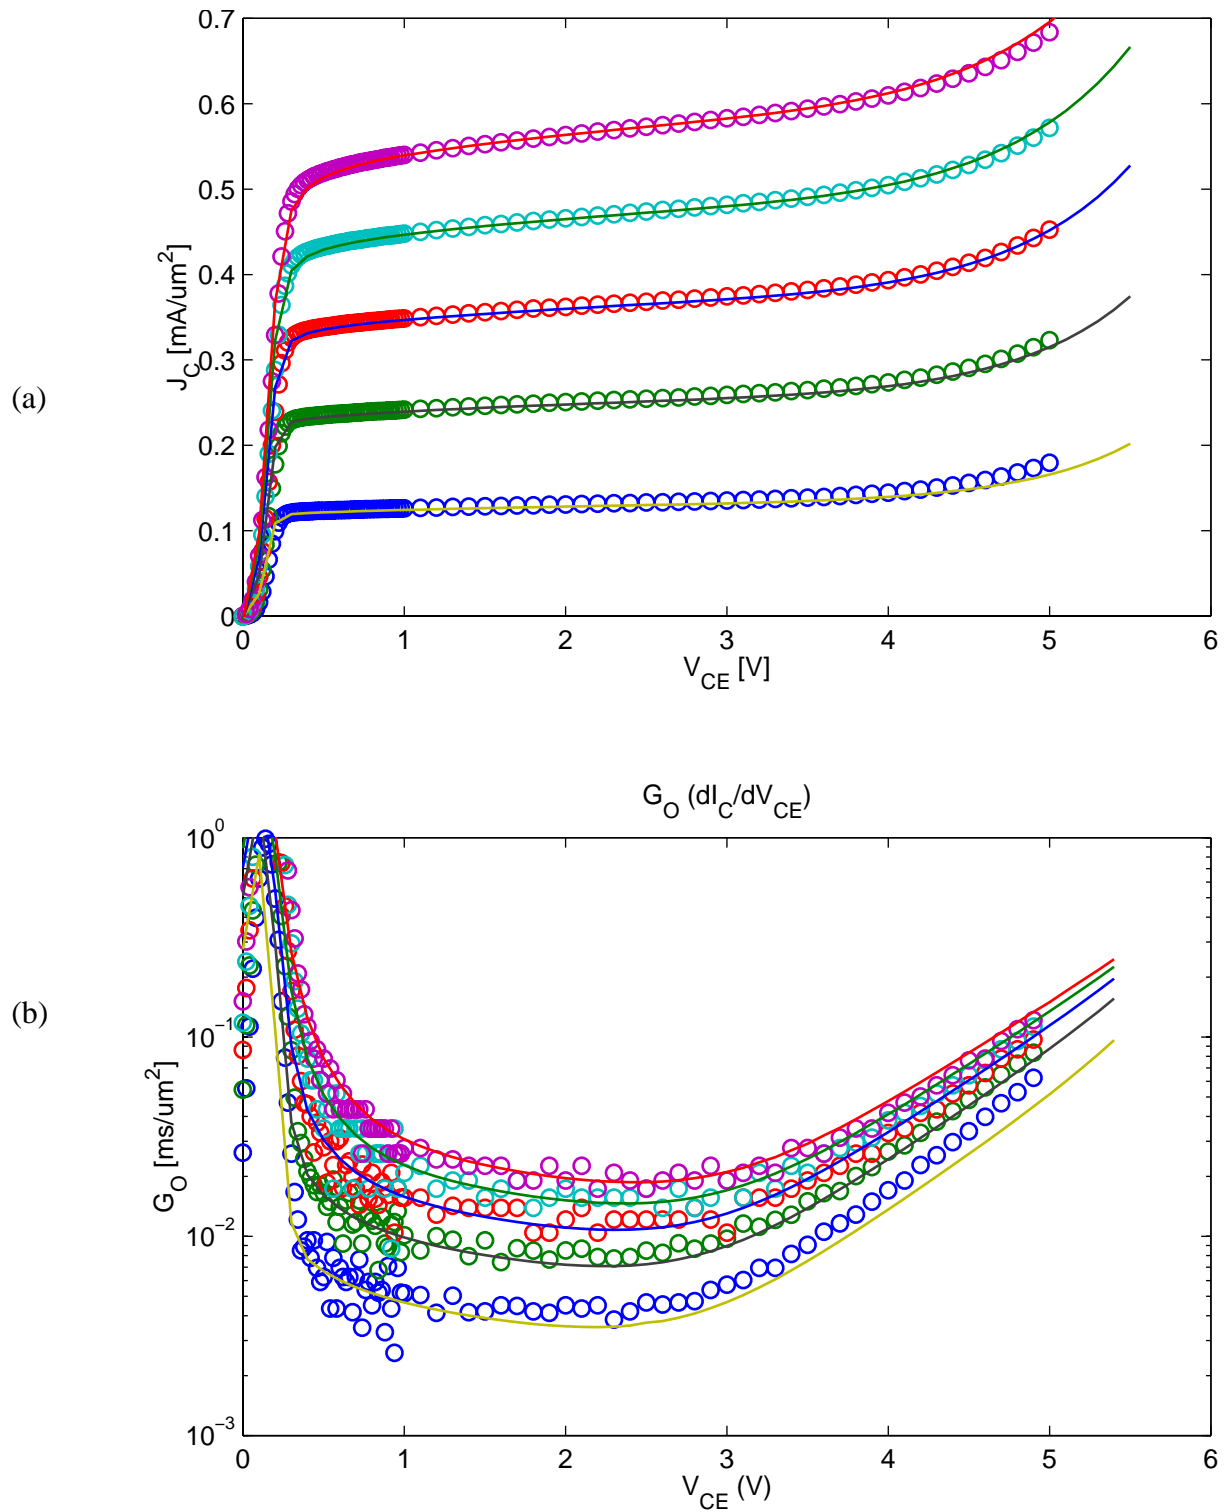 (a)
J_C [mA/um^2]
0.7
0.6
0.5
0.4
0.3
0.2
0.1
0
0 1 2 3 4 5 6
V_CE [V]
(b)
G_O (dI_C/dV_CE)
G_O [ms/um^2]
10^0
10^−1
10^−2
10^−3
0 1 2 3 4 5 6
V_CE (V)